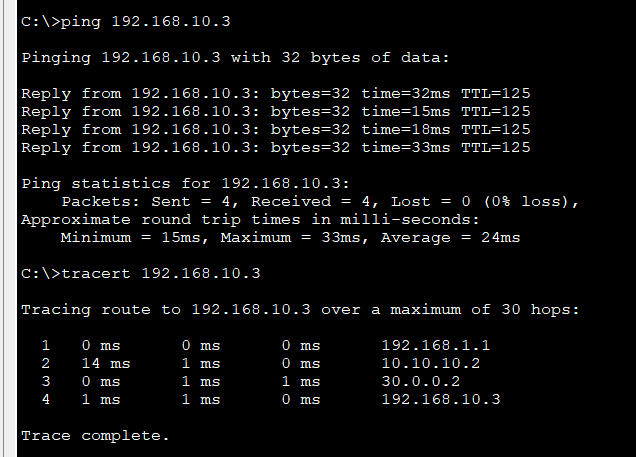 C:\>ping 192.168.10.3
Pinging 192.168.10.3 with 32 bytes of data:
Reply from 192.168.10.3: bytes=32 time=32ms TTL=125
Reply from 192.168.10.3: bytes=32 time=15ms TTL=125
Reply from 192.168.10.3: bytes=32 time=18ms TTL=125
Reply from 192.168.10.3: bytes=32 time=33ms TTL=125
Ping statistics for 192.168.10.3:
    Packets: Sent = 4, Received = 4, Lost = 0 (0% loss),
Approximate round trip times in milli-seconds:
    Minimum = 15ms, Maximum = 33ms, Average = 24ms
C:\>tracert 192.168.10.3
Tracing route to 192.168.10.3 over a maximum of 30 hops:
  1   0 ms      0 ms      0 ms      192.168.1.1
  2   14 ms     1 ms      0 ms      10.10.10.2
  3   0 ms      1 ms      1 ms      30.0.0.2
  4   1 ms      1 ms      0 ms      192.168.10.3
Trace complete.